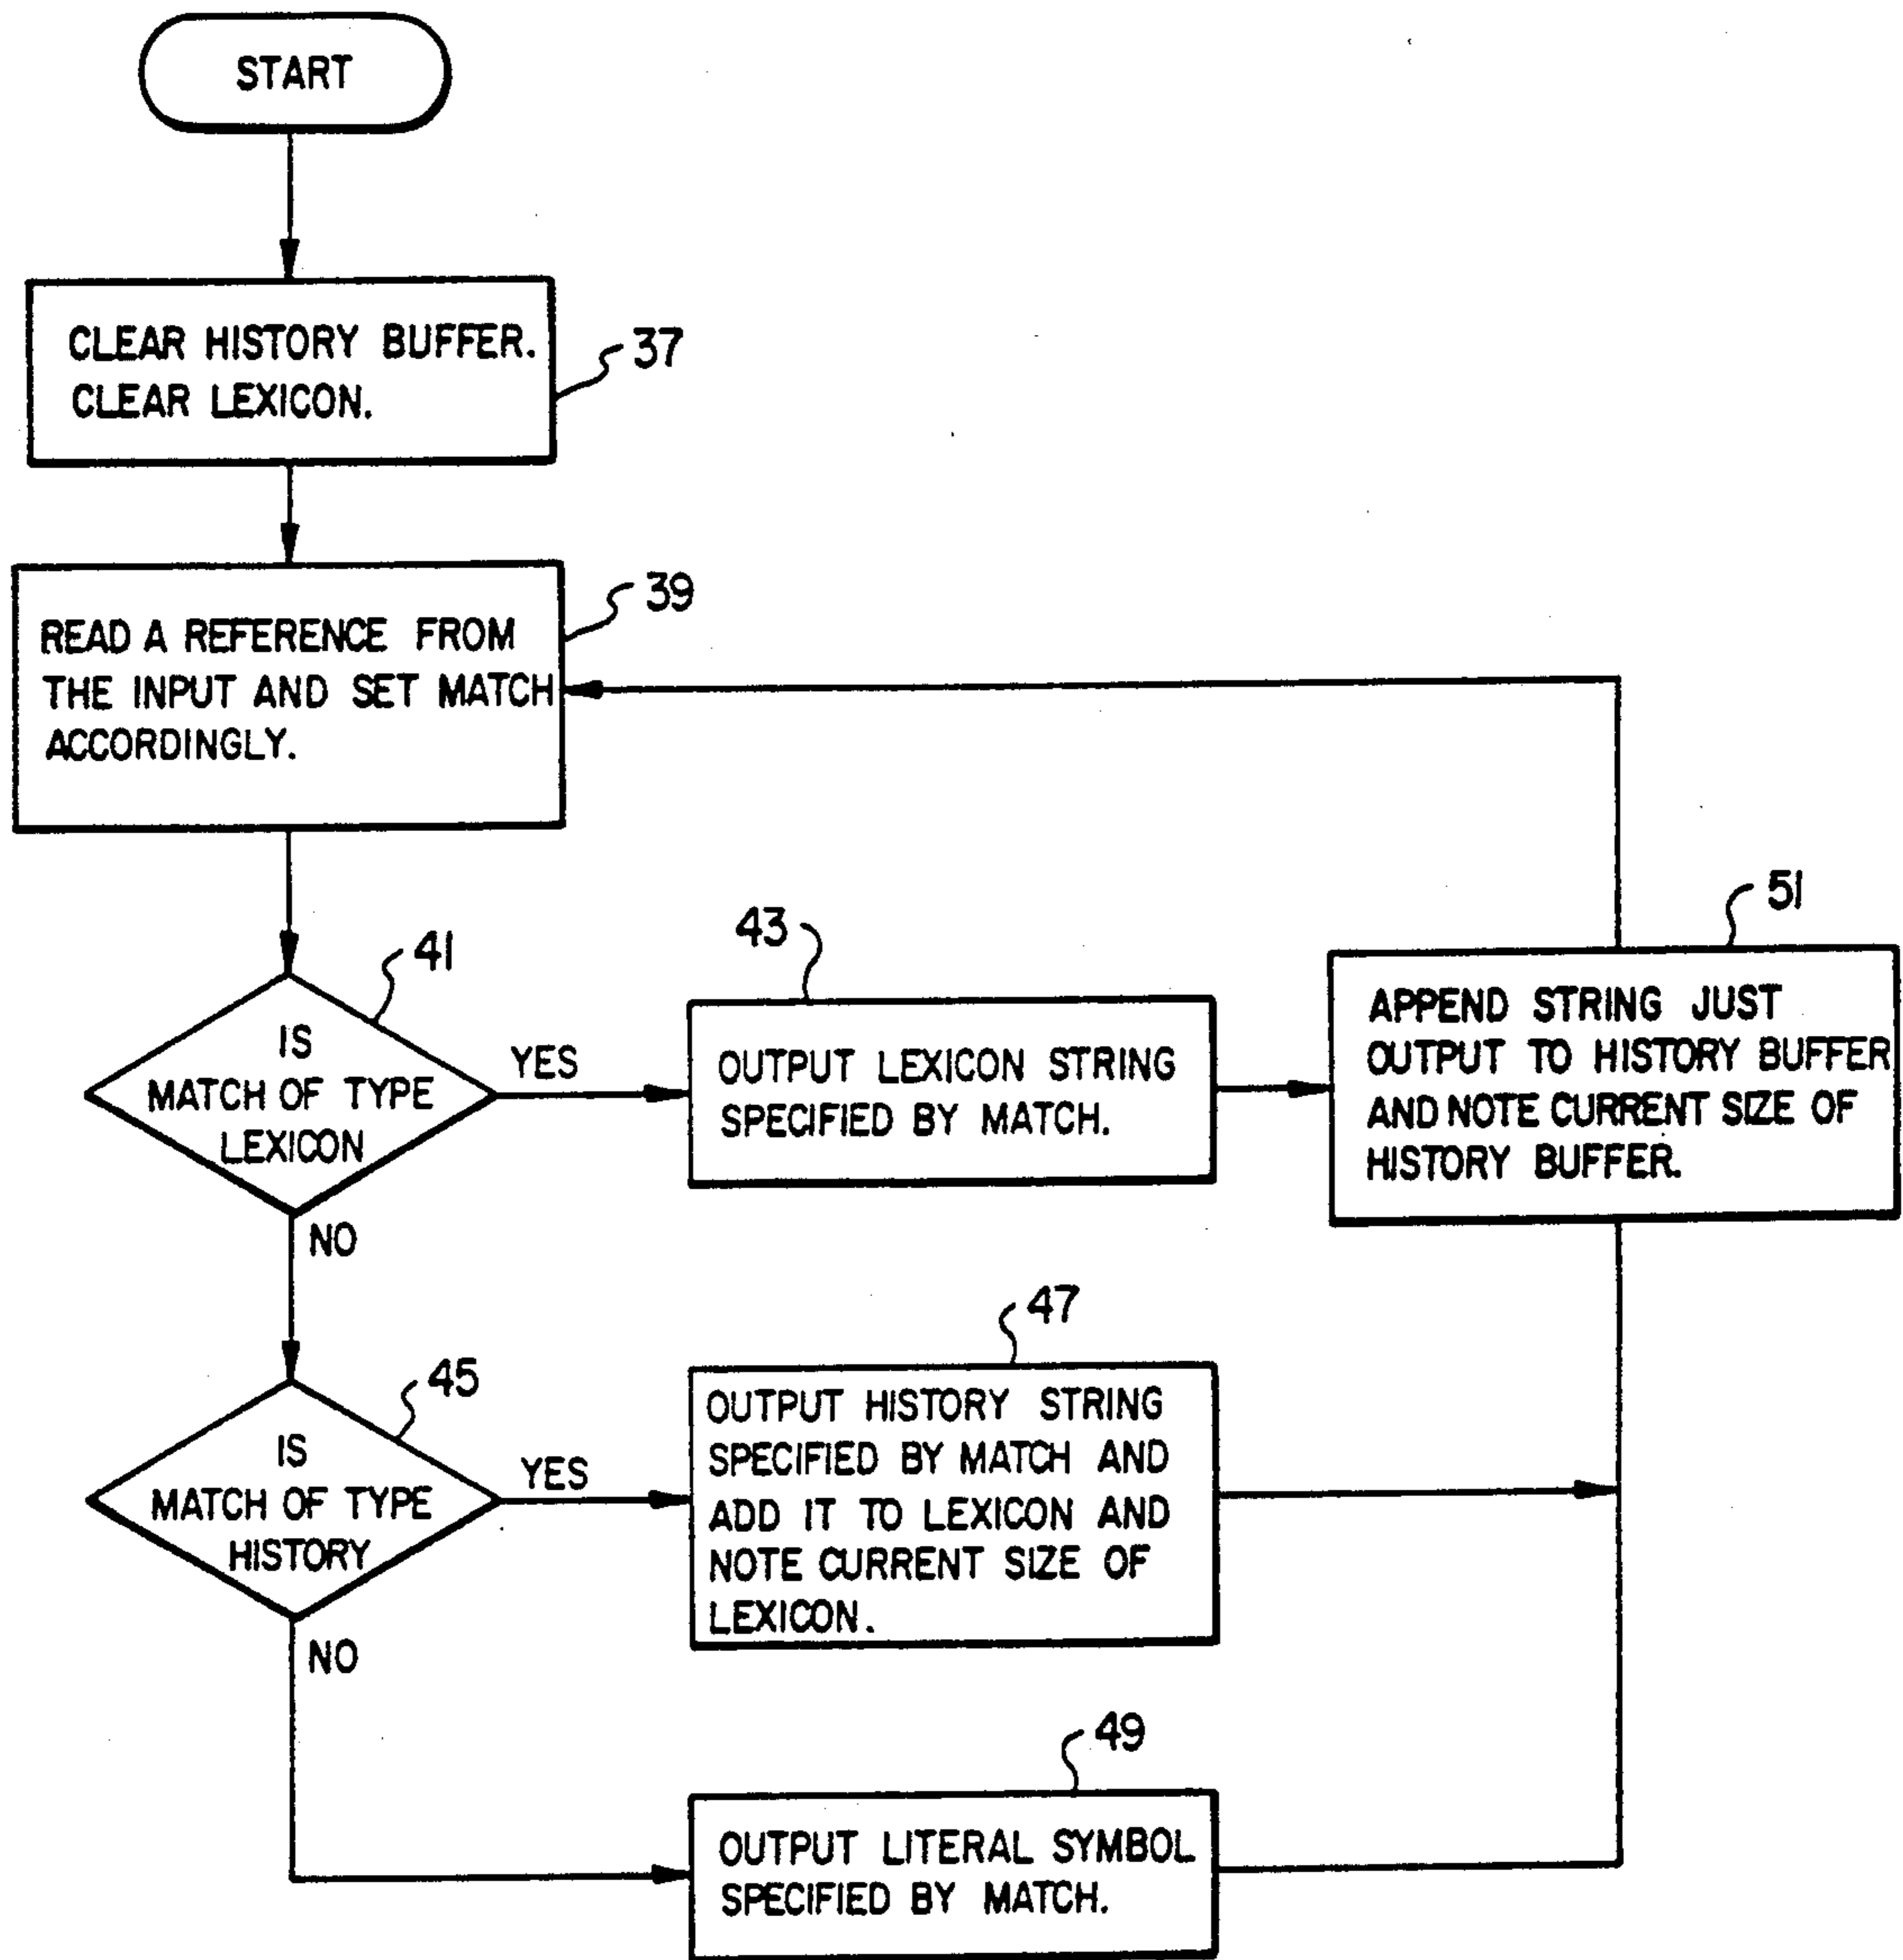 START
CLEAR HISTORY BUFFER.
CLEAR LEXICON.
37
READ A REFERENCE FROM
THE INPUT AND SET MATCH
ACCORDINGLY.
39
IS
MATCH OF TYPE
LEXICON
41
YES
NO
43
OUTPUT LEXICON STRING
SPECIFIED BY MATCH.
51
APPEND STRING JUST
OUTPUT TO HISTORY BUFFER
AND NOTE CURRENT SIZE OF
HISTORY BUFFER.
IS
MATCH OF TYPE
HISTORY
45
YES
NO
47
OUTPUT HISTORY STRING
SPECIFIED BY MATCH AND
ADD IT TO LEXICON AND
NOTE CURRENT SIZE OF
LEXICON.
49
OUTPUT LITERAL SYMBOL
SPECIFIED BY MATCH.